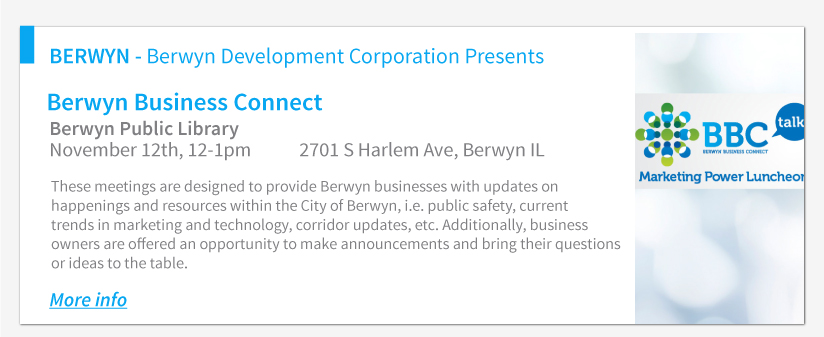 BERWYN - Berwyn Development Corporation Presents
Berwyn Business Connect
Berwyn Public Library
November 12th, 12-1pm 2701 S Harlem Ave, Berwyn IL
These meetings are designed to provide Berwyn businesses with updates on
happenings and resources within the City of Berwyn, i.e. public safety, current
trends in marketing and technology, corridor updates, etc. Additionally, business
owners are offered an opportunity to make announcements and bring their questions
or ideas to the table.
More info
BBC talk
BERWYN BUSINESS CONNECT
Marketing Power Luncheon